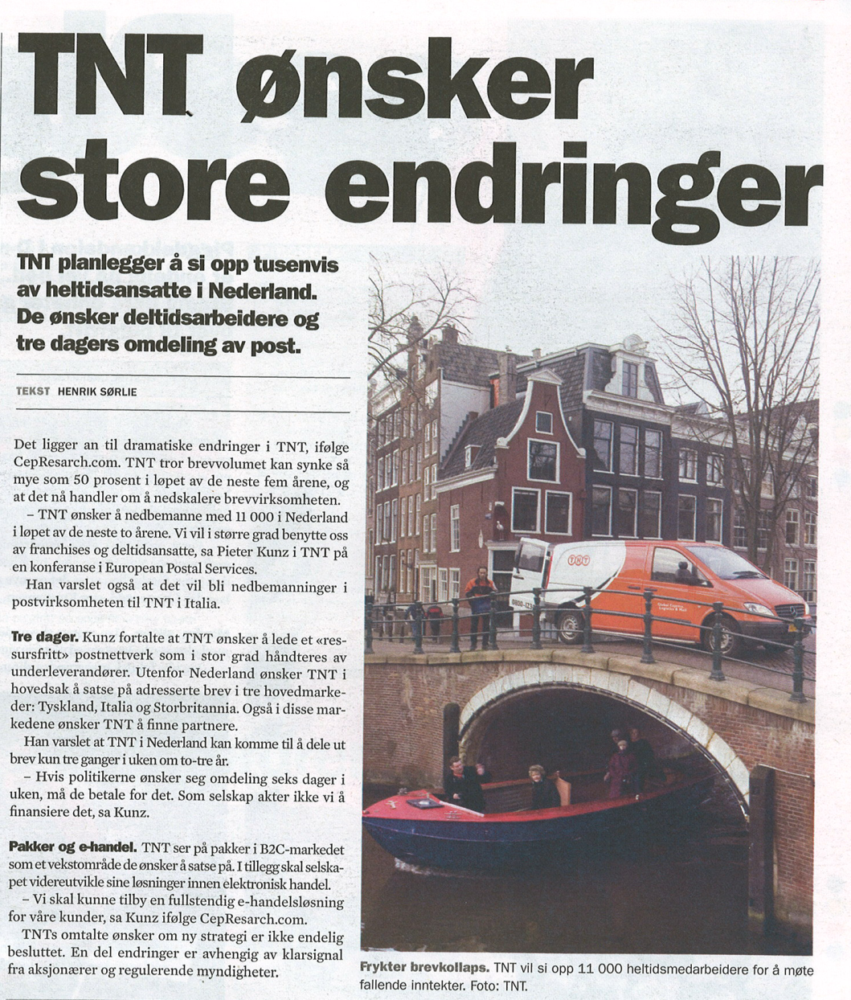 TNT ønsker
store endringer
TNT planlegger å si opp tusenvis
av heltidsansatte i Nederland.
De ønsker deltidsarbeidere og
tre dagers omdeling av post.
TEKST HENRIK SØRLIE
Det ligger an til dramatiske endringer i TNT, ifølge
CepResarch.com. TNT tror brevvolumet kan synke så
mye som 50 prosent i løpet av de neste fem årene, og
at det nå handler om å nedskalere brevvirksomheten.
– TNT ønsker å nedbemanne med 11 000 i Nederland
i løpet av de neste to årene. Vi vil i større grad benytte oss
av franchises og deltidsansatte, sa Pieter Kunz i TNT på
en konferanse i European Postal Services.
Han varslet også at det vil bli nedbemanninger i
postvirksomheten til TNT i Italia.
Tre dager. Kunz fortalte at TNT ønsker å lede et «res-
sursfritt» postnettverk som i stor grad håndteres av
underleverandører. Utenfor Nederland ønsker TNT i
hovedsak å satse på adresserte brev i tre hovedmarke-
der: Tyskland, Italia og Storbritannia. Også i disse mar-
kedene ønsker TNT å finne partnere.
Han varslet at TNT i Nederland kan komme til å dele ut
brev kun tre ganger i uken om to-tre år.
– Hvis politikerne ønsker seg omdeling seks dager i
uken, må de betale for det. Som selskap akter ikke vi å
finansiere det, sa Kunz.
Pakker og e-handel. TNT ser på pakker i B2C-markedet
som et vekstområde de ønsker å satse på. I tillegg skal selska-
pet videreutvikle sine løsninger innen elektronisk handel.
– Vi skal kunne tilby en fullstendig e-handelsløsning
for våre kunder, sa Kunz ifølge CepResarch.com.
TNTs omtalte ønsker om ny strategi er ikke endelig
besluttet. En del endringer er avhengig av klarsignal
fra aksjonærer og regulerende myndigheter.
TNT
Global Express
Logistics & Mail
0800-1234
Frykter brevkollaps. TNT vil si opp 11 000 heltidsmedarbeidere for å møte
fallende inntekter. Foto: TNT.